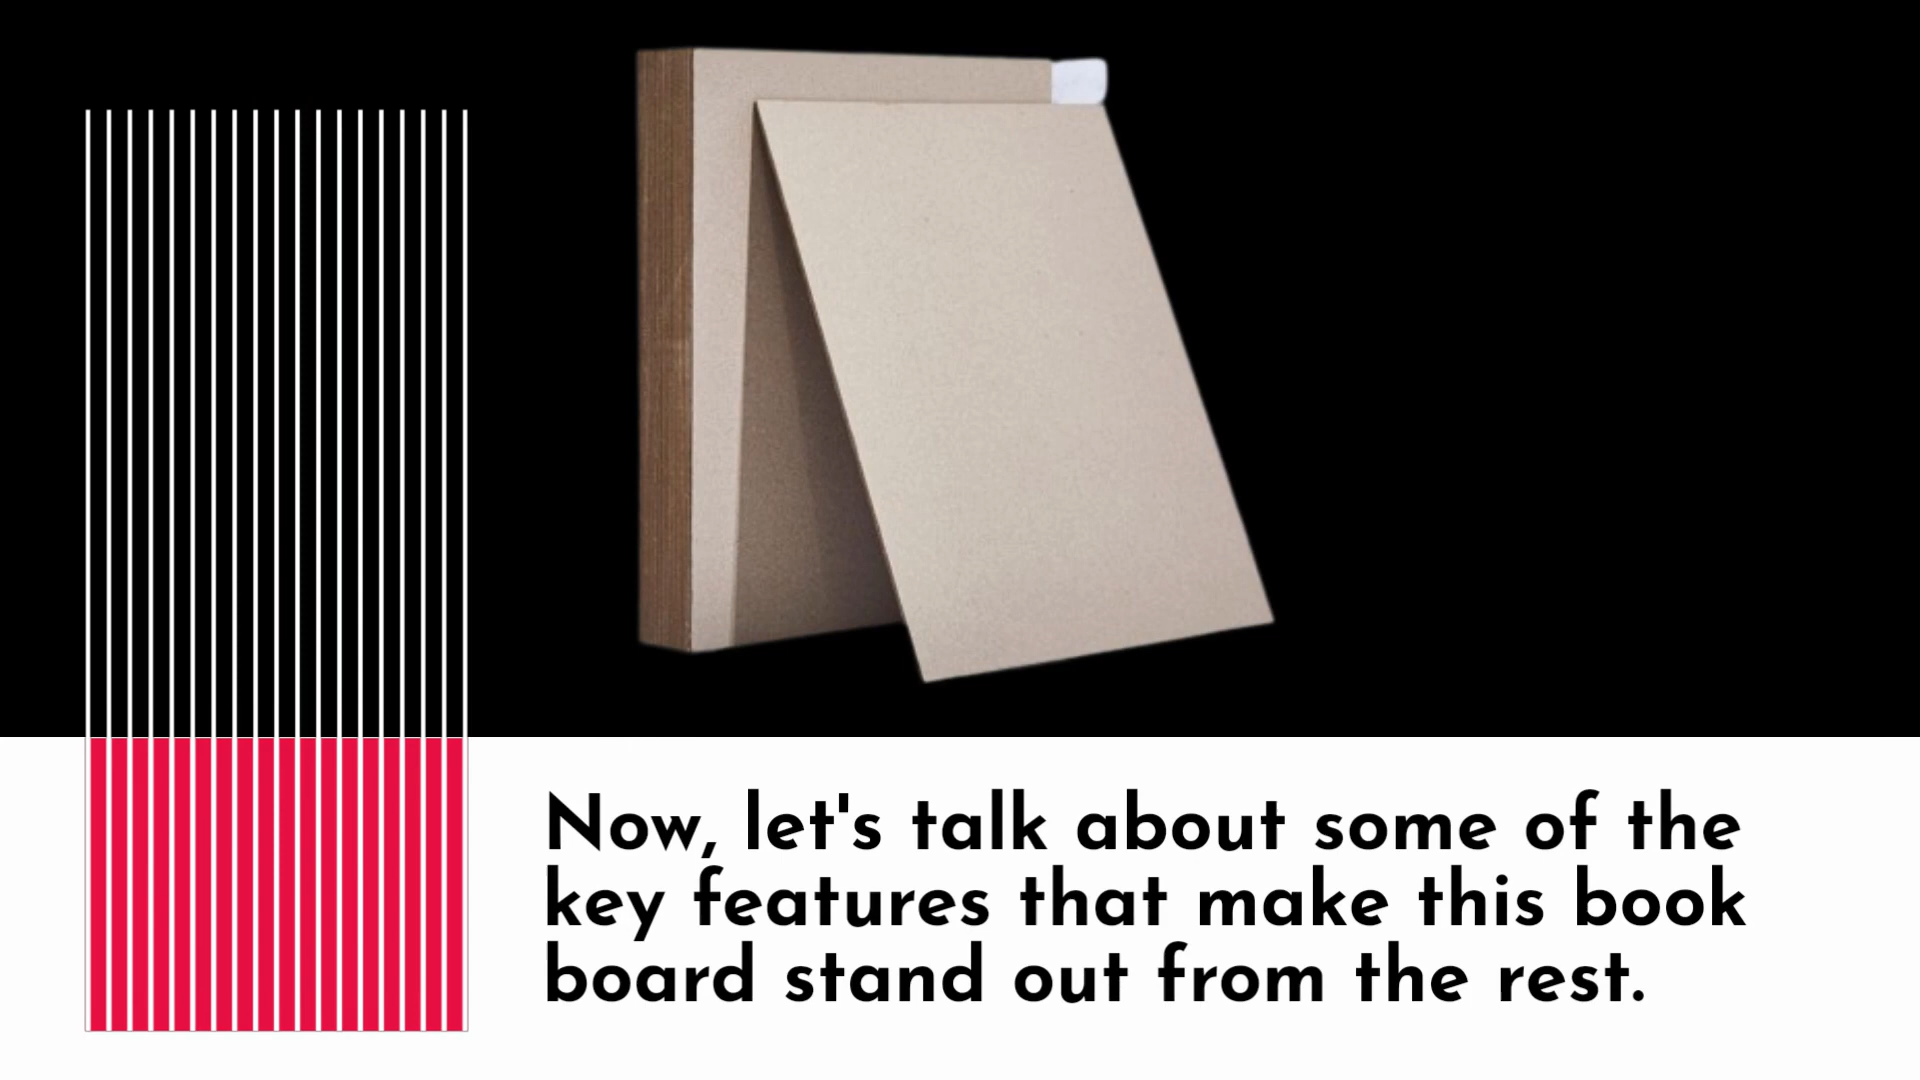 Now, let's talk about some of the
key features that make this book
board stand out from the rest.